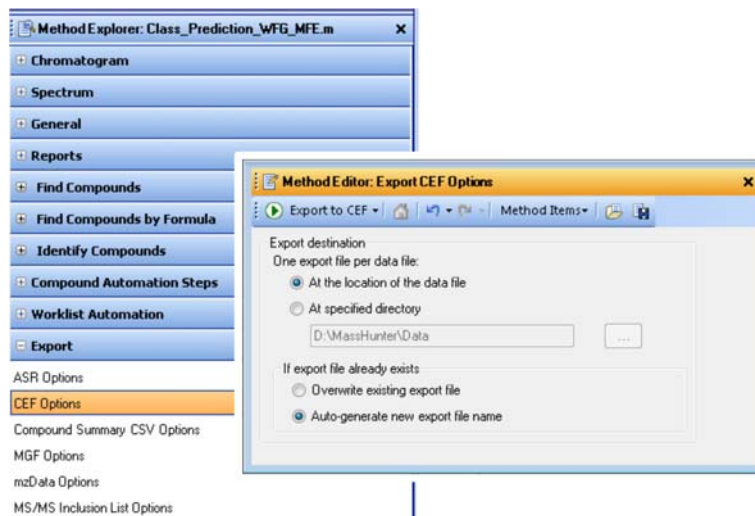 Method Explorer: Class_Prediction_WFG_MFE.m
Chromatogram
Spectrum
General
Reports
Find Compounds
Find Compounds by Formula
Identify Compounds
Compound Automation Steps
Worklist Automation
Export
ASR Options
CEF Options
Compound Summary CSV Options
MGF Options
mzData Options
MS/MS Inclusion List Options
Method Editor: Export CEF Options
Export to CEF
Method Items
Export destination
One export file per data file:
At the location of the data file
At specified directory
D:\MassHunter\Data
...
If export file already exists
Overwrite existing export file
Auto-generate new export file name